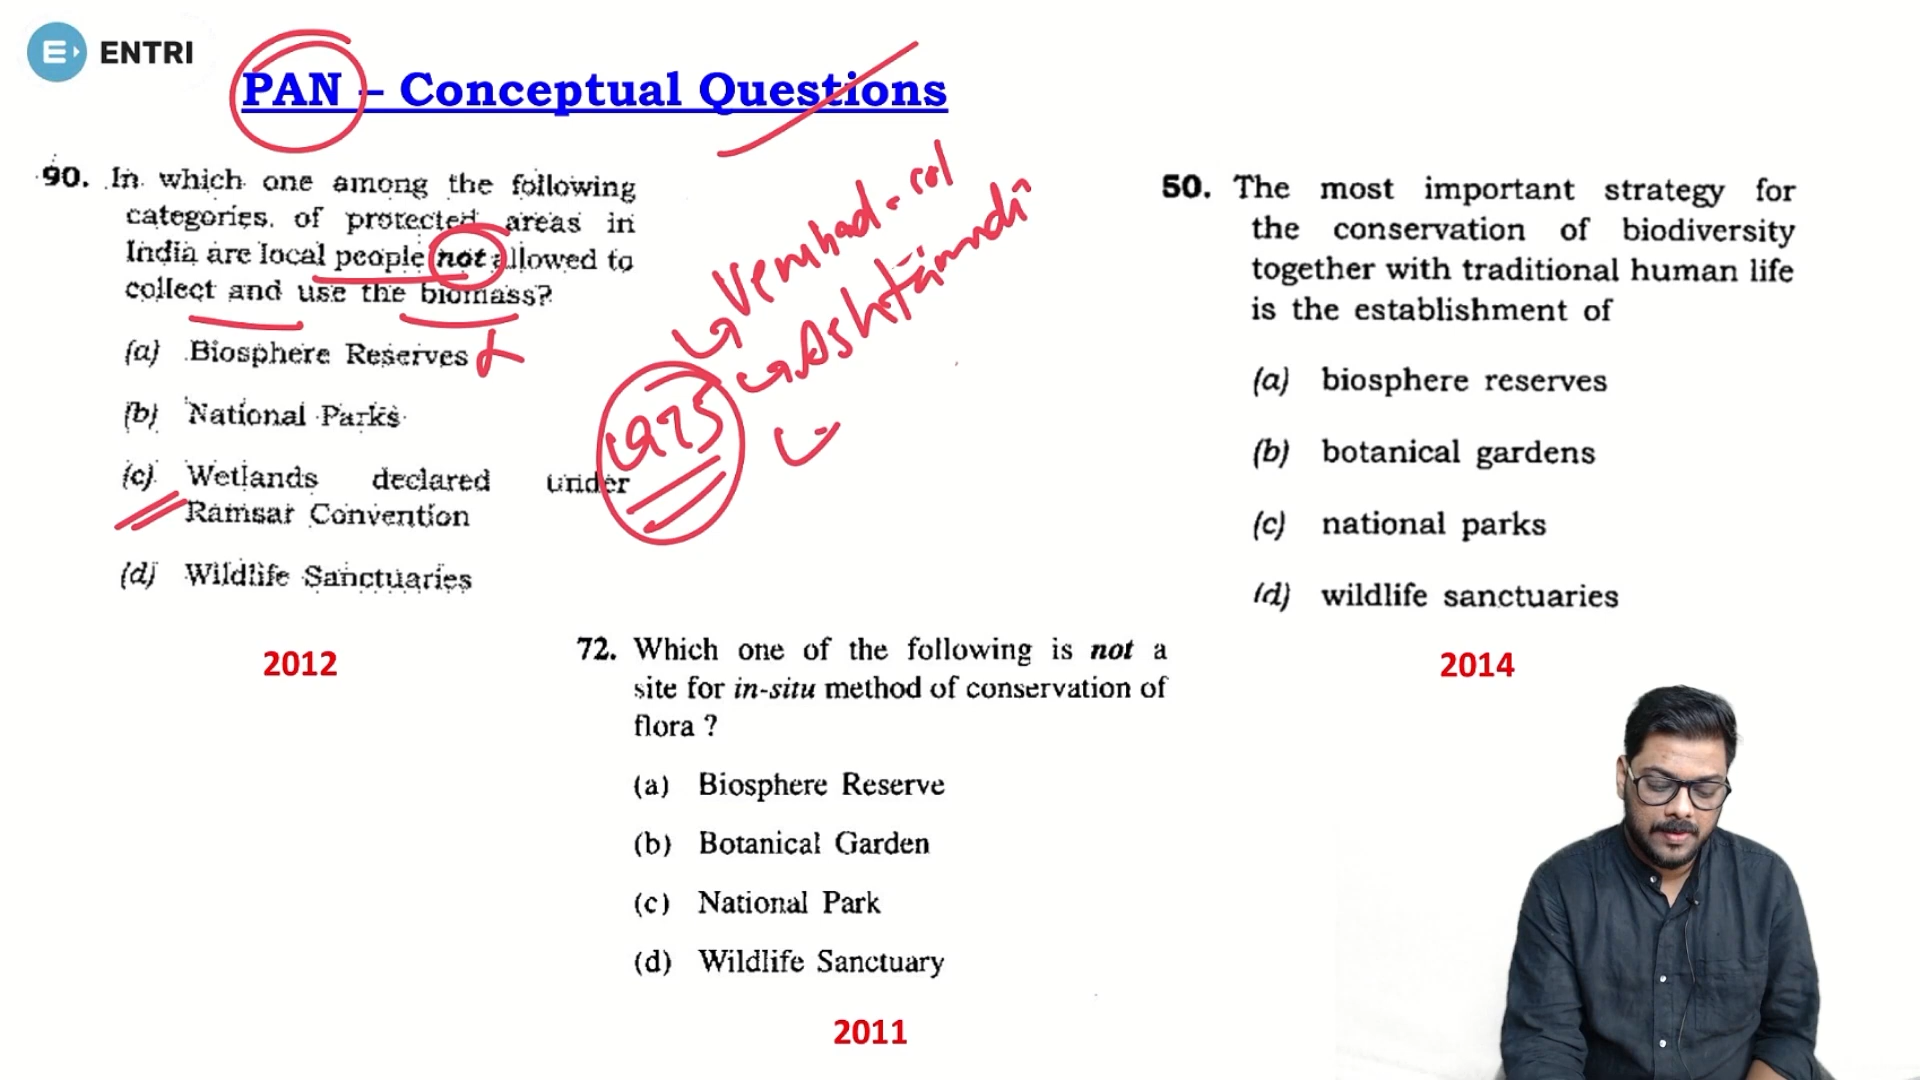 ENTRI
PAN – Conceptual Questions
90. In which one among the following
categories of protected areas in
India are local people not allowed to
collect and use the biomass?
(a) Biosphere Reserves
(b) National Parks
(c) Wetlands declared under
Ramsar Convention
(d) Wildlife Sanctuaries
2012
1975
Vembad-col
72. Which one of the following is not a
site for in-situ method of conservation of
flora ?
(a) Biosphere Reserve
(b) Botanical Garden
(c) National Park
(d) Wildlife Sanctuary
2011
50. The most important strategy for
the conservation of biodiversity
together with traditional human life
is the establishment of
(a) biosphere reserves
(b) botanical gardens
(c) national parks
(d) wildlife sanctuaries
2014